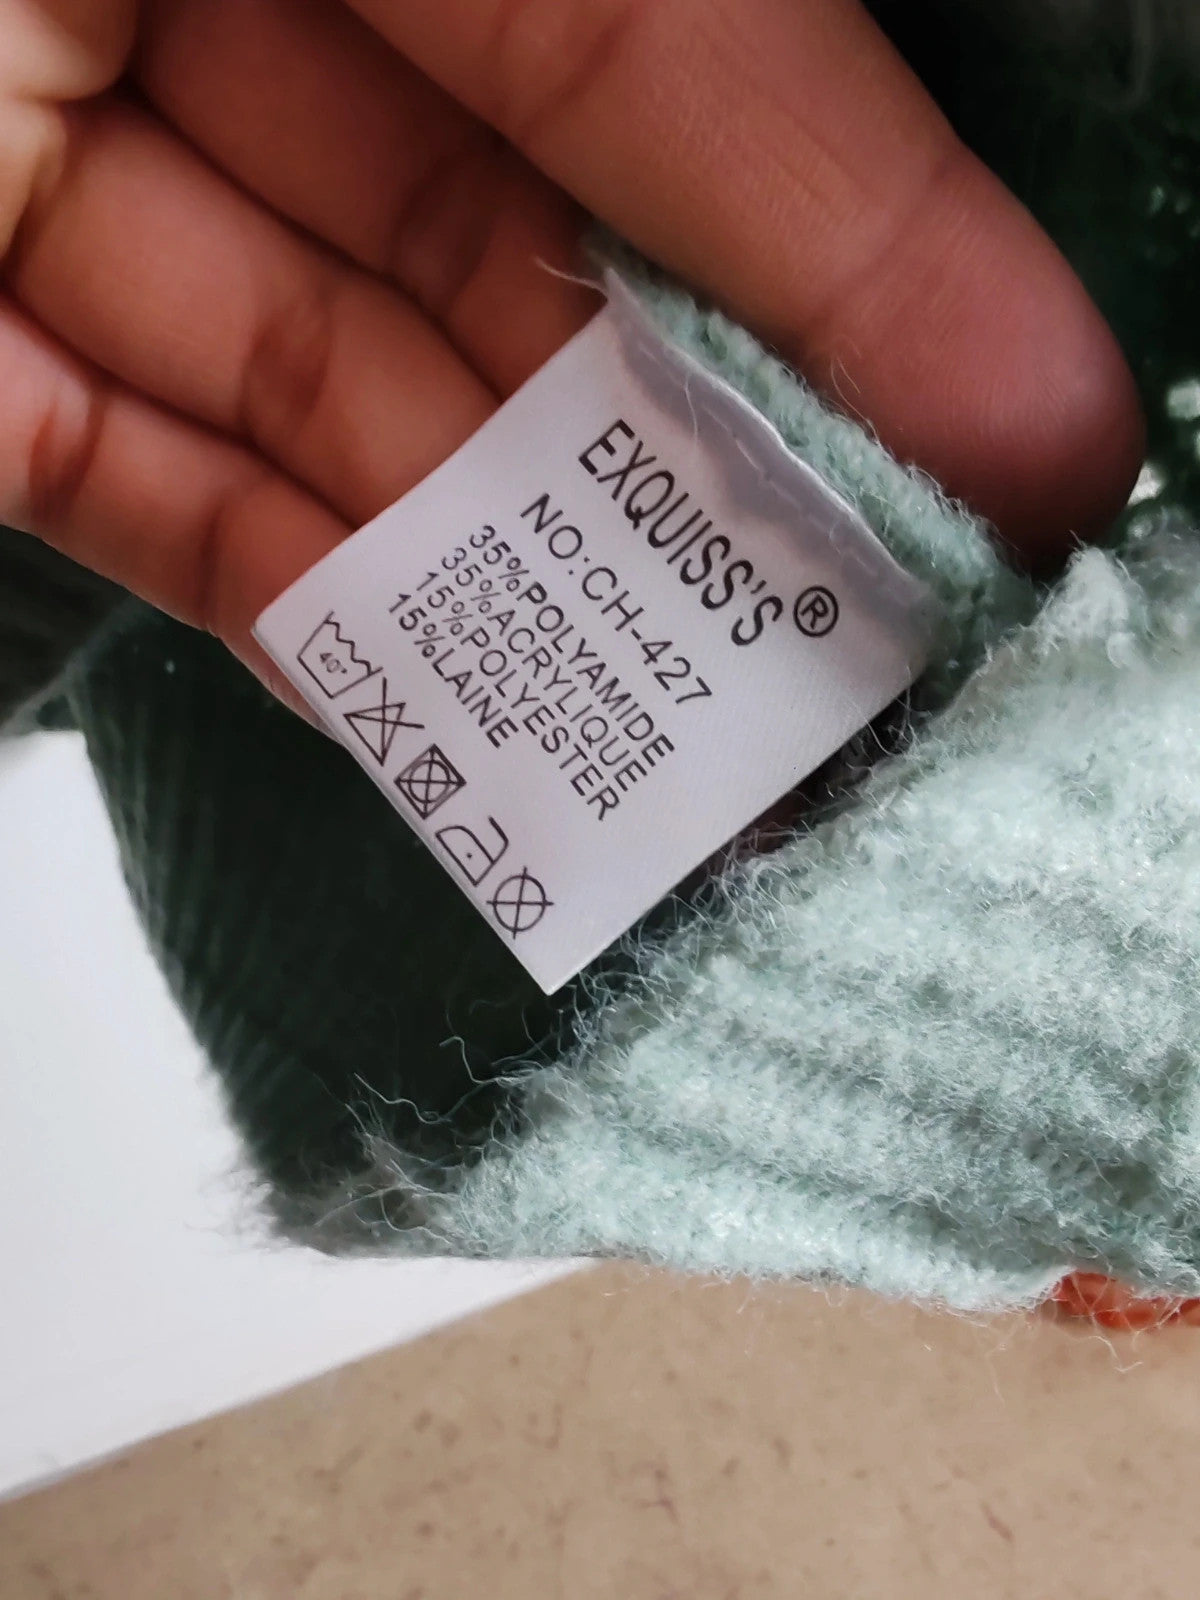 EXQUISS'S®
NO:CH-427
35%POLYAMIDE
35%ACRYLIQUE
15%POLYESTER
15%LAINE
40°